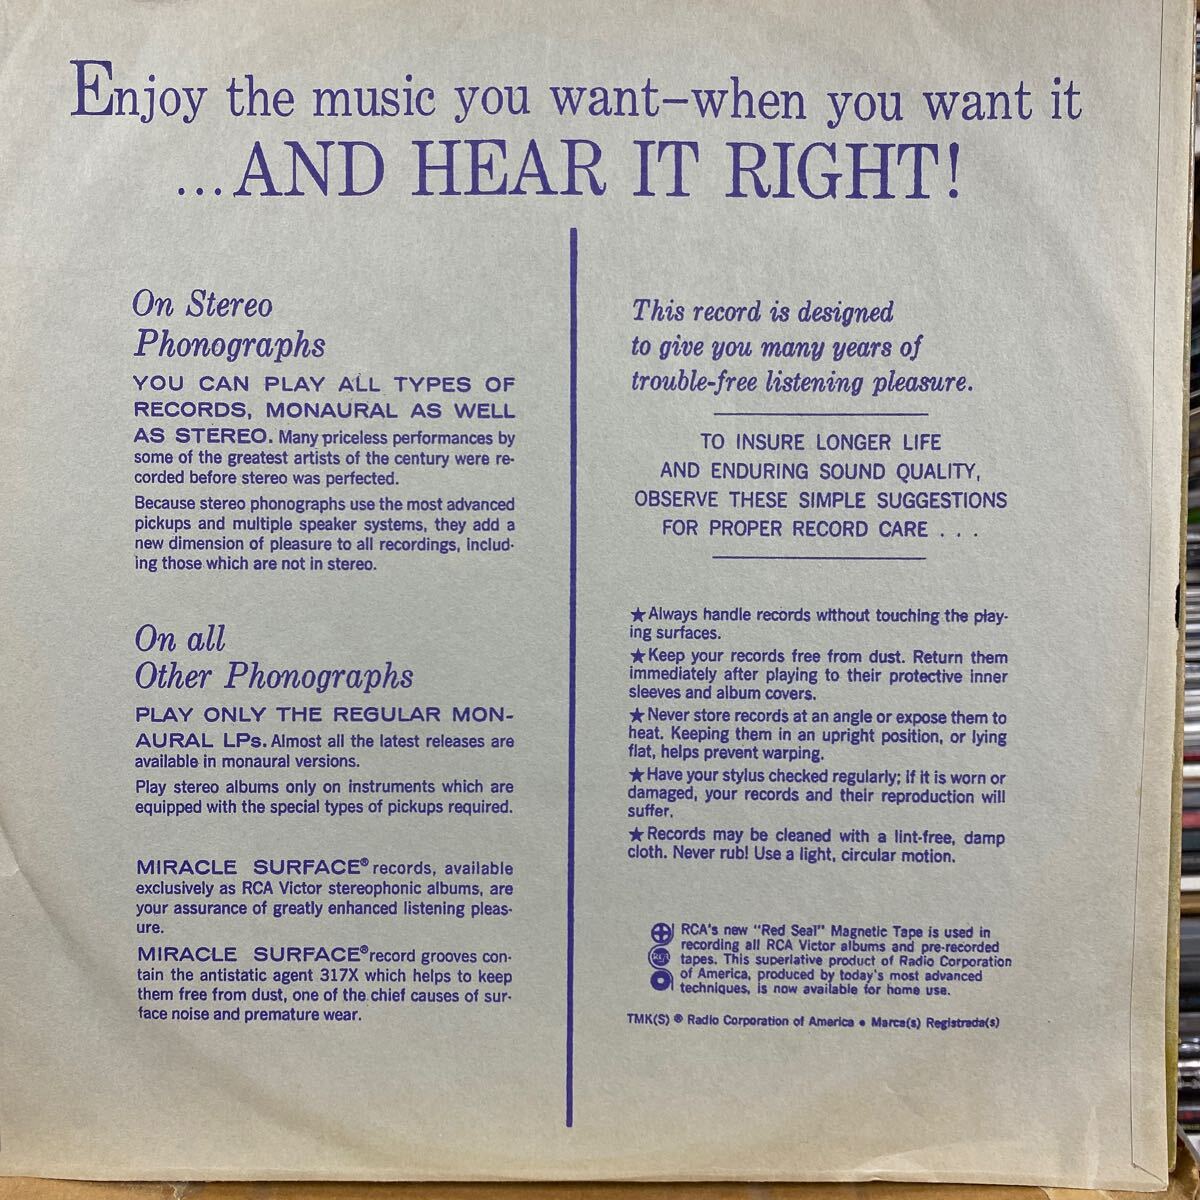 Enjoy the music you want—when you want it
...AND HEAR IT RIGHT!
On Stereo
Phonographs
YOU CAN PLAY ALL TYPES OF
RECORDS, MONAURAL AS WELL
AS STEREO. Many priceless performances by
some of the greatest artists of the century were re-
corded before stereo was perfected.
Because stereo phonographs use the most advanced
pickups and multiple speaker systems, they add a
new dimension of pleasure to all recordings, includ-
ing those which are not in stereo.
On all
Other Phonographs
PLAY ONLY THE REGULAR MON-
AURAL LPs. Almost all the latest releases are
available in monaural versions.
Play stereo albums only on instruments which are
equipped with the special types of pickups required.
MIRACLE SURFACE® records, available
exclusively as RCA Victor stereophonic albums, are
your assurance of greatly enhanced listening pleas-
ure.
MIRACLE SURFACE® record grooves con-
tain the antistatic agent 317X which helps to keep
them free from dust, one of the chief causes of sur-
face noise and premature wear.
This record is designed
to give you many years of
trouble-free listening pleasure.
TO INSURE LONGER LIFE
AND ENDURING SOUND QUALITY,
OBSERVE THESE SIMPLE SUGGESTIONS
FOR PROPER RECORD CARE . . .
★ Always handle records without touching the play-
ing surfaces.
★ Keep your records free from dust. Return them
immediately after playing to their protective inner
sleeves and album covers.
★ Never store records at an angle or expose them to
heat. Keeping them in an upright position, or lying
flat, helps prevent warping.
★ Have your stylus checked regularly; if it is worn or
damaged, your records and their reproduction will
suffer.
★ Records may be cleaned with a lint-free, damp
cloth. Never rub! Use a light, circular motion.
RCA's new "Red Seal" Magnetic Tape is used in
recording all RCA Victor albums and pre-recorded
tapes. This superlative product of Radio Corporation
of America, produced by today's most advanced
techniques, is now available for home use.
TMK(S) ® Radio Corporation of America • Marca(s) Registrada(s)